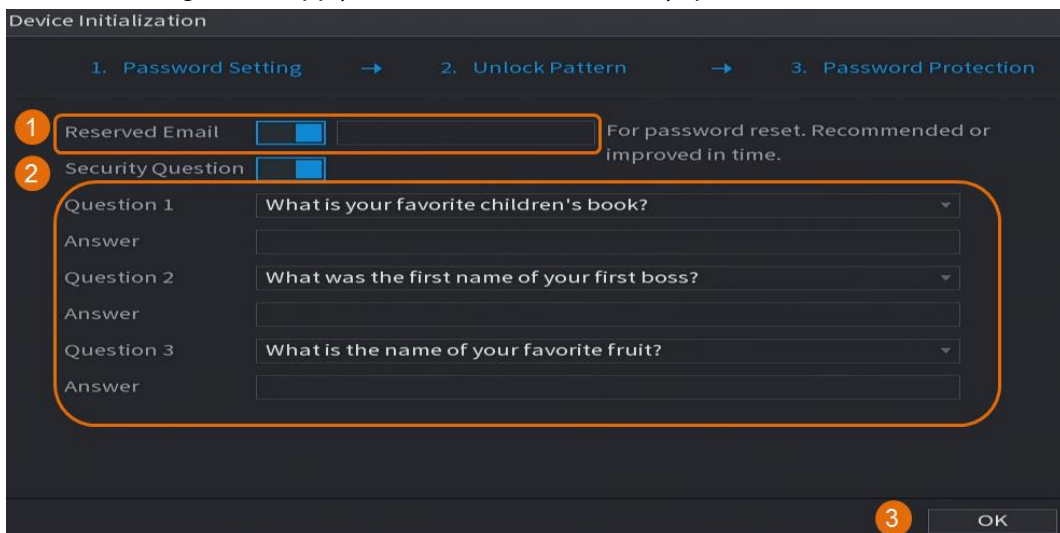 Device Initialization
1. Password Setting → 2. Unlock Pattern → 3. Password Protection
1 Reserved Email For password reset. Recommended or
improved in time.
2 Security Question
Question 1 What is your favorite children's book?
Answer
Question 2 What was the first name of your first boss?
Answer
Question 3 What is the name of your favorite fruit?
Answer
3 OK